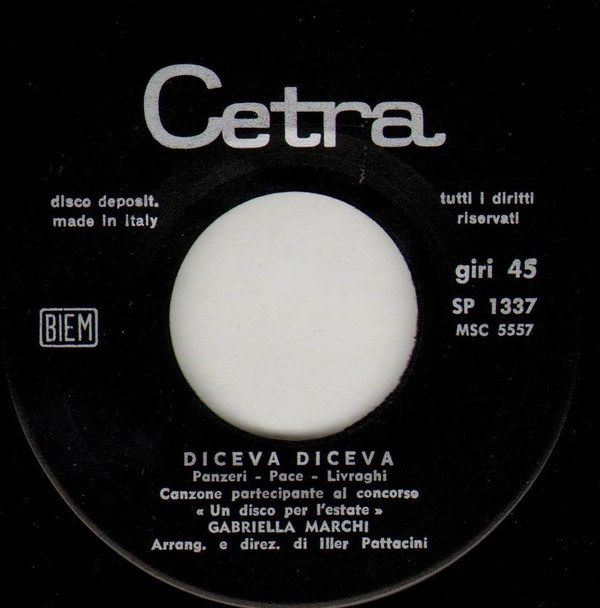 Cetra
disco deposit.
made in Italy
tutti i diritti
riservati
giri 45
SP 1337
MSC 5557
BIEM
DICEVA DICEVA
Panzeri - Pace - Livraghi
Canzone partecipante al concorso
« Un disco per l'estate »
GABRIELLA MARCHI
Arrang. e direz. di Iller Pattacini